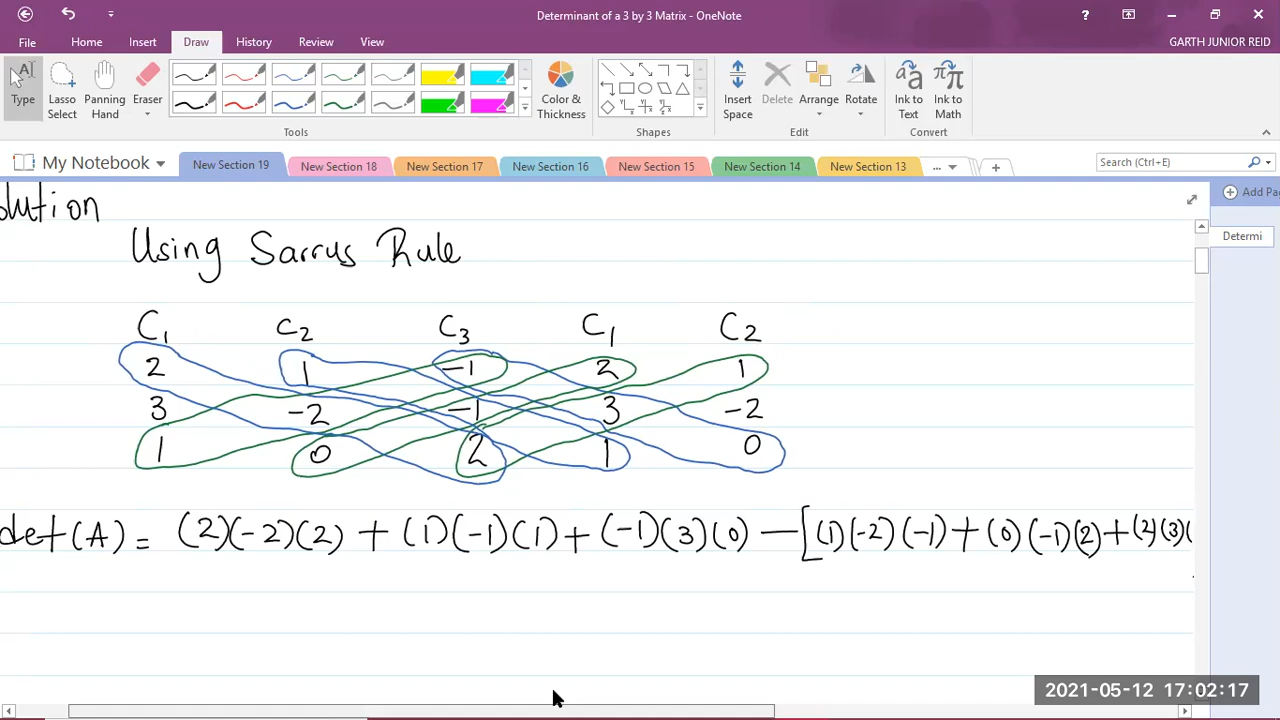 Determinant of a 3 by 3 Matrix - OneNote
?
File Home Insert Draw History Review View GARTH JUNIOR REID
Type Lasso Select Panning Hand Eraser Color & Thickness Insert Space Delete Arrange Rotate Ink to Text Ink to Math
Tools Shapes Edit Convert
My Notebook New Section 19 New Section 18 New Section 17 New Section 16 New Section 15 New Section 14 New Section 13 ... + Search (Ctrl+E)
Add Pa
Determi
olution
Using Sarrus Rule
C₁ C₂ C₃ C₁ C₂
2 1 -1 2 1
3 -2 -1 3 -2
1 0 2 1 0
det(A) = (2)(-2)(2) + (1)(-1)(1) + (-1)(3)(0) - [(1)(-2)(-1) + (0)(-1)(2) + (2)(3)(
2021-05-12 17:02:17